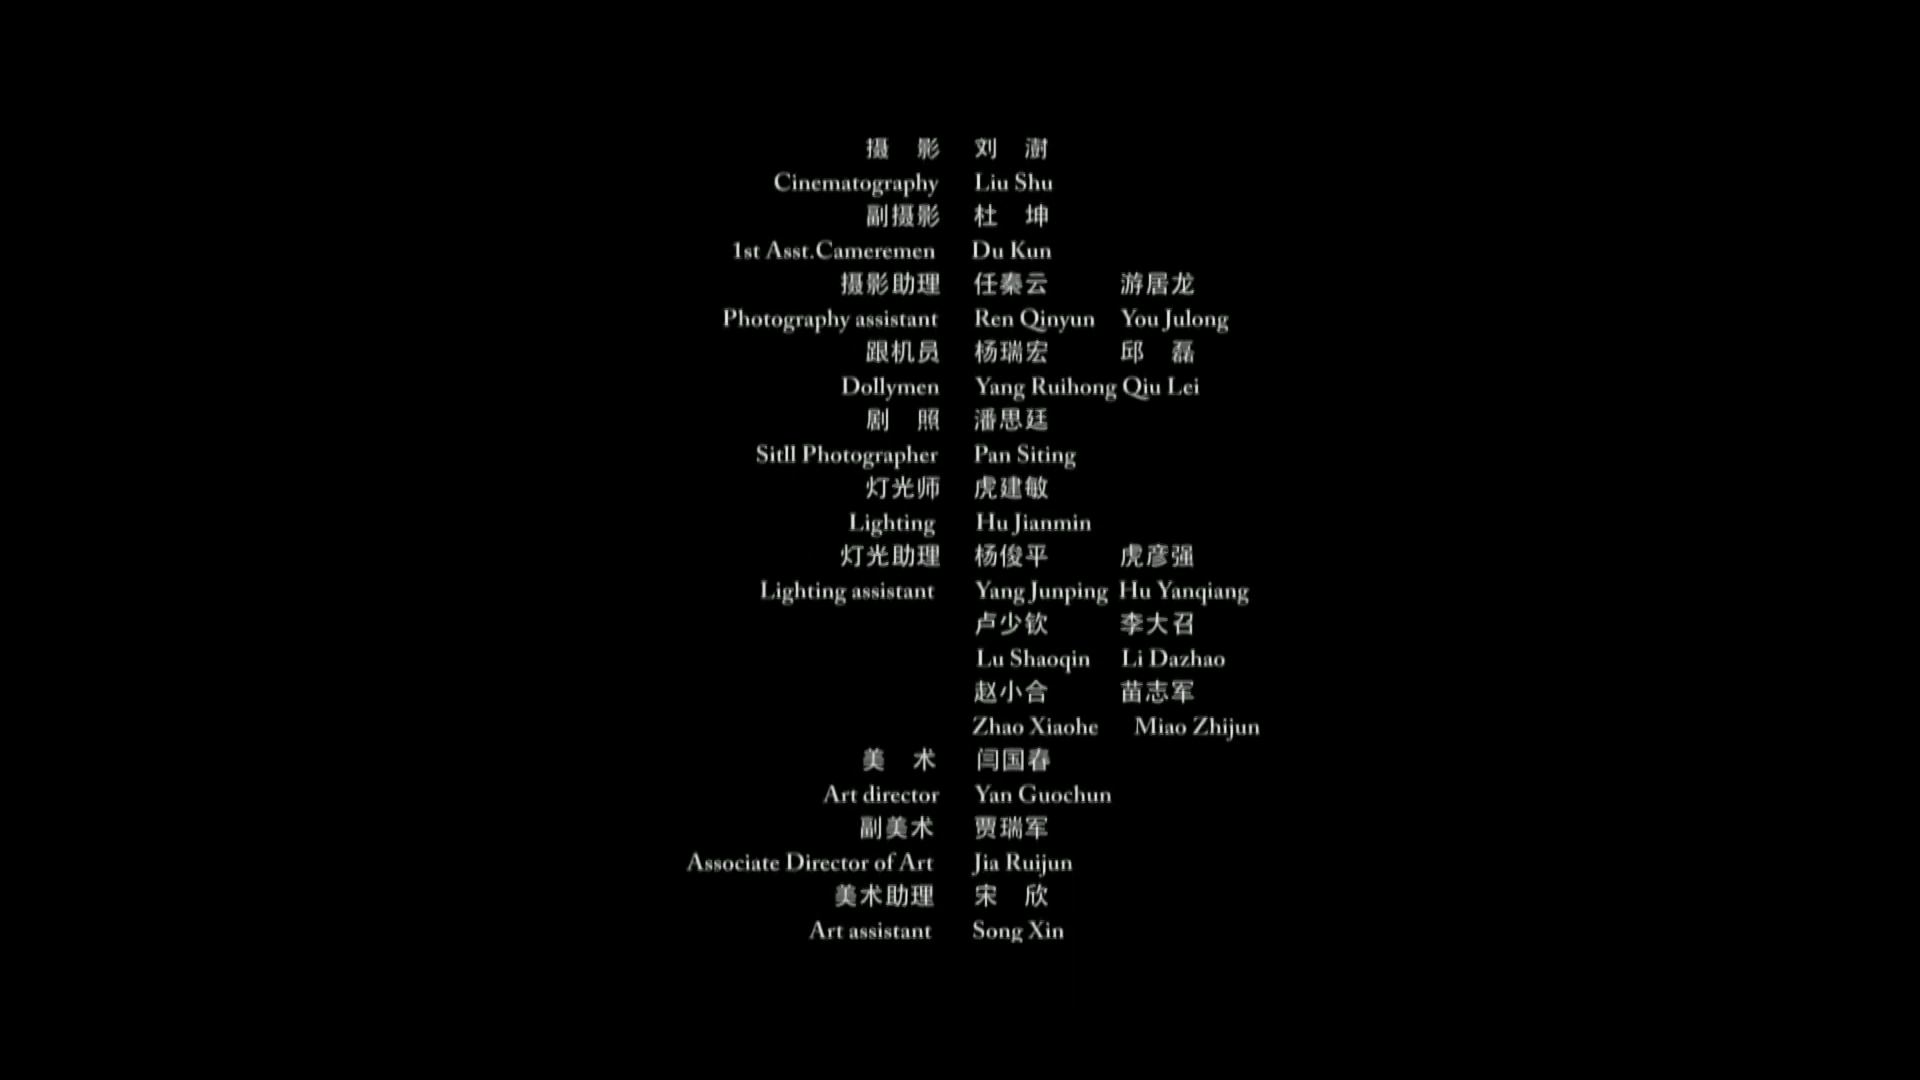 摄 影 刘 澍
Cinematography Liu Shu
副摄影 杜 坤
1st Asst.Cameremen Du Kun
摄影助理 任秦云 游居龙
Photography assistant Ren Qinyun You Julong
跟机员 杨瑞宏 邱 磊
Dollymen Yang Ruihong Qiu Lei
剧 照 潘思廷
Sitll Photographer Pan Siting
灯光师 虎建敏
Lighting Hu Jianmin
灯光助理 杨俊平 虎彦强
Lighting assistant Yang Junping Hu Yanqiang
卢少钦 李大召
Lu Shaoqin Li Dazhao
赵小合 苗志军
Zhao Xiaohe Miao Zhijun
美 术 闫国春
Art director Yan Guochun
副美术 贾瑞军
Associate Director of Art Jia Ruijun
美术助理 宋 欣
Art assistant Song Xin